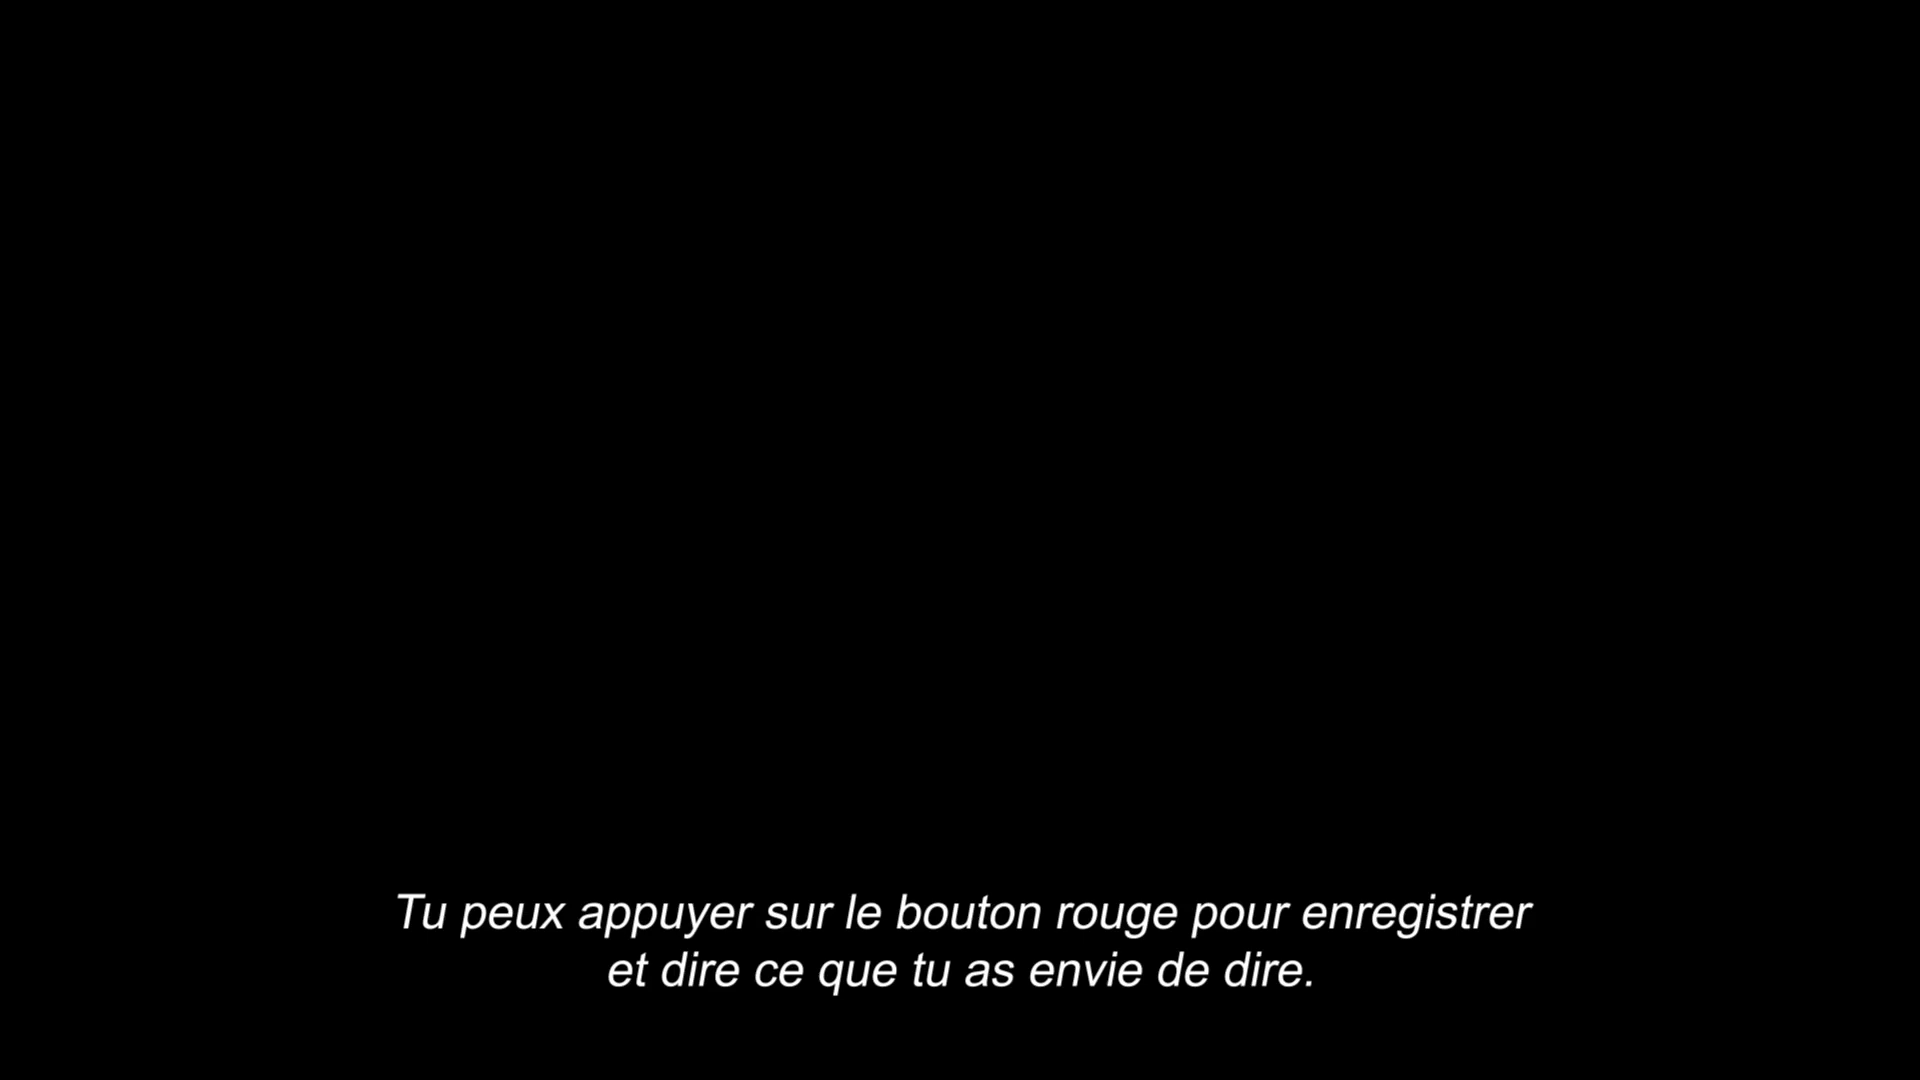 Tu peux appuyer sur le bouton rouge pour enregistrer
et dire ce que tu as envie de dire.